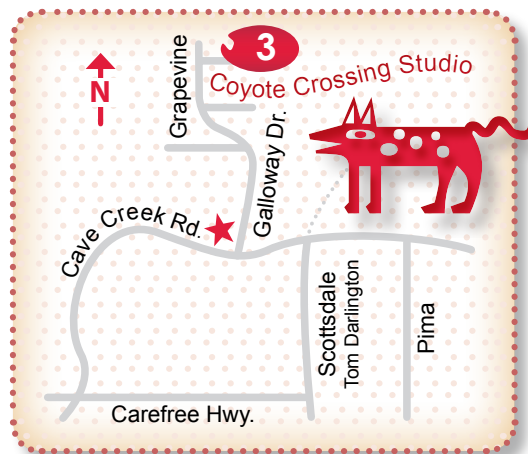 3
Coyote Crossing Studio
N
Grapevine
Galloway Dr.
Cave Creek Rd.
Scottsdale
Tom Darlington
Pima
Carefree Hwy.